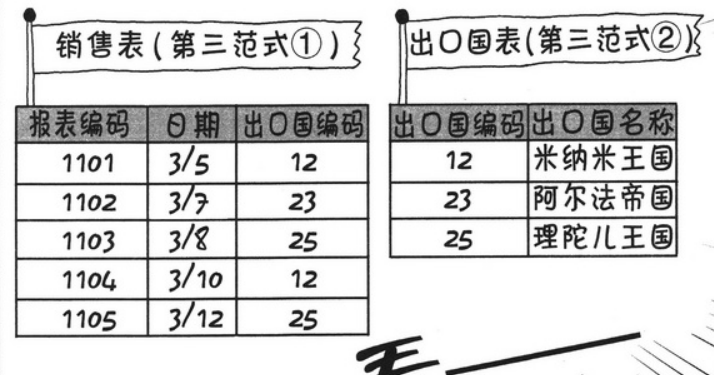 销售表(第三范式①)
报表编码 日期 出口国编码
1101 3/5 12
1102 3/7 23
1103 3/8 25
1104 3/10 12
1105 3/12 25
出口国表(第三范式②)
出口国编码 出口国名称
12 米纳米王国
23 阿尔法帝国
25 理陀儿王国